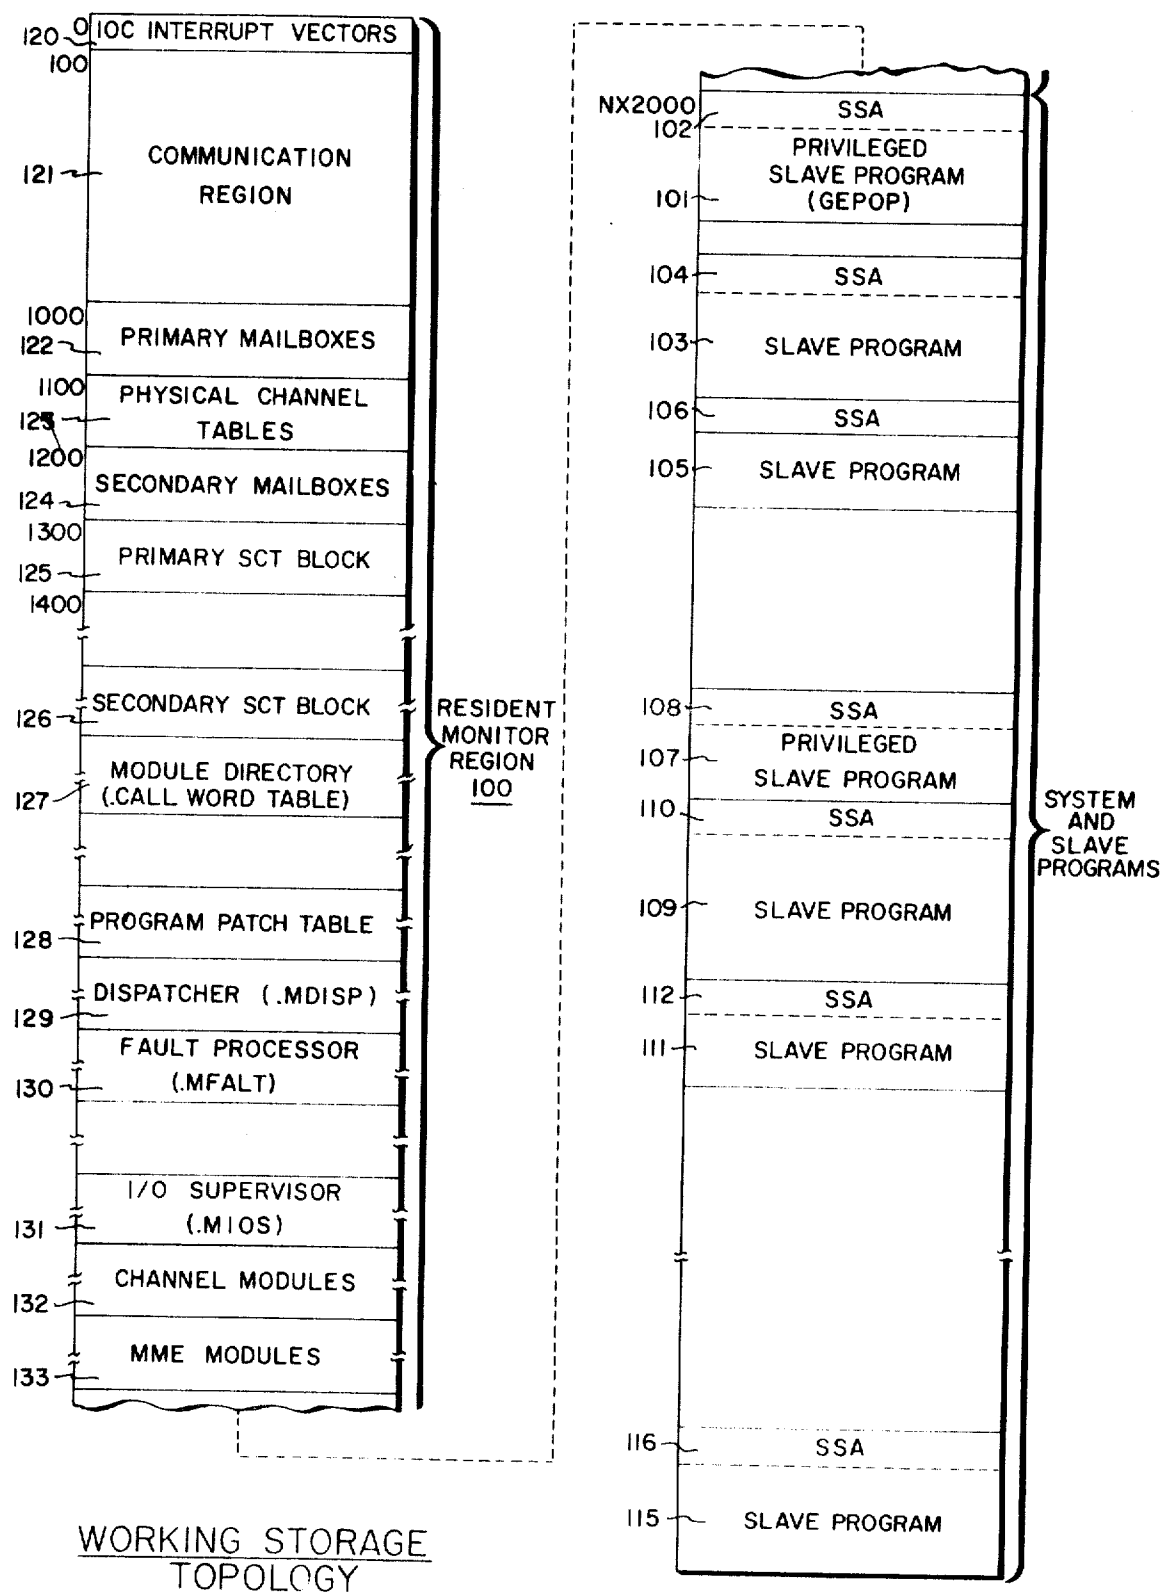 0
120 IOC INTERRUPT VECTORS
100
COMMUNICATION
REGION
121
1000
PRIMARY MAILBOXES
122
1100
PHYSICAL CHANNEL
123
TABLES
1200
SECONDARY MAILBOXES
124
1300
PRIMARY SCT BLOCK
125
1400
SECONDARY SCT BLOCK
126
MODULE DIRECTORY
(.CALL WORD TABLE)
127
PROGRAM PATCH TABLE
128
DISPATCHER (.MDISP)
129
FAULT PROCESSOR
(.MFALT)
130
I/O SUPERVISOR
(.MIOS)
131
CHANNEL MODULES
132
MME MODULES
133
RESIDENT
MONITOR
REGION
100
NX2000
SSA
102
PRIVILEGED
SLAVE PROGRAM
(GEPOP)
101
104 SSA
103 SLAVE PROGRAM
106 SSA
105 SLAVE PROGRAM
108 SSA
PRIVILEGED
107
SLAVE PROGRAM
110 SSA
109 SLAVE PROGRAM
112 SSA
111 SLAVE PROGRAM
116 SSA
115 SLAVE PROGRAM
SYSTEM
AND
SLAVE
PROGRAMS
WORKING STORAGE
TOPOLOGY